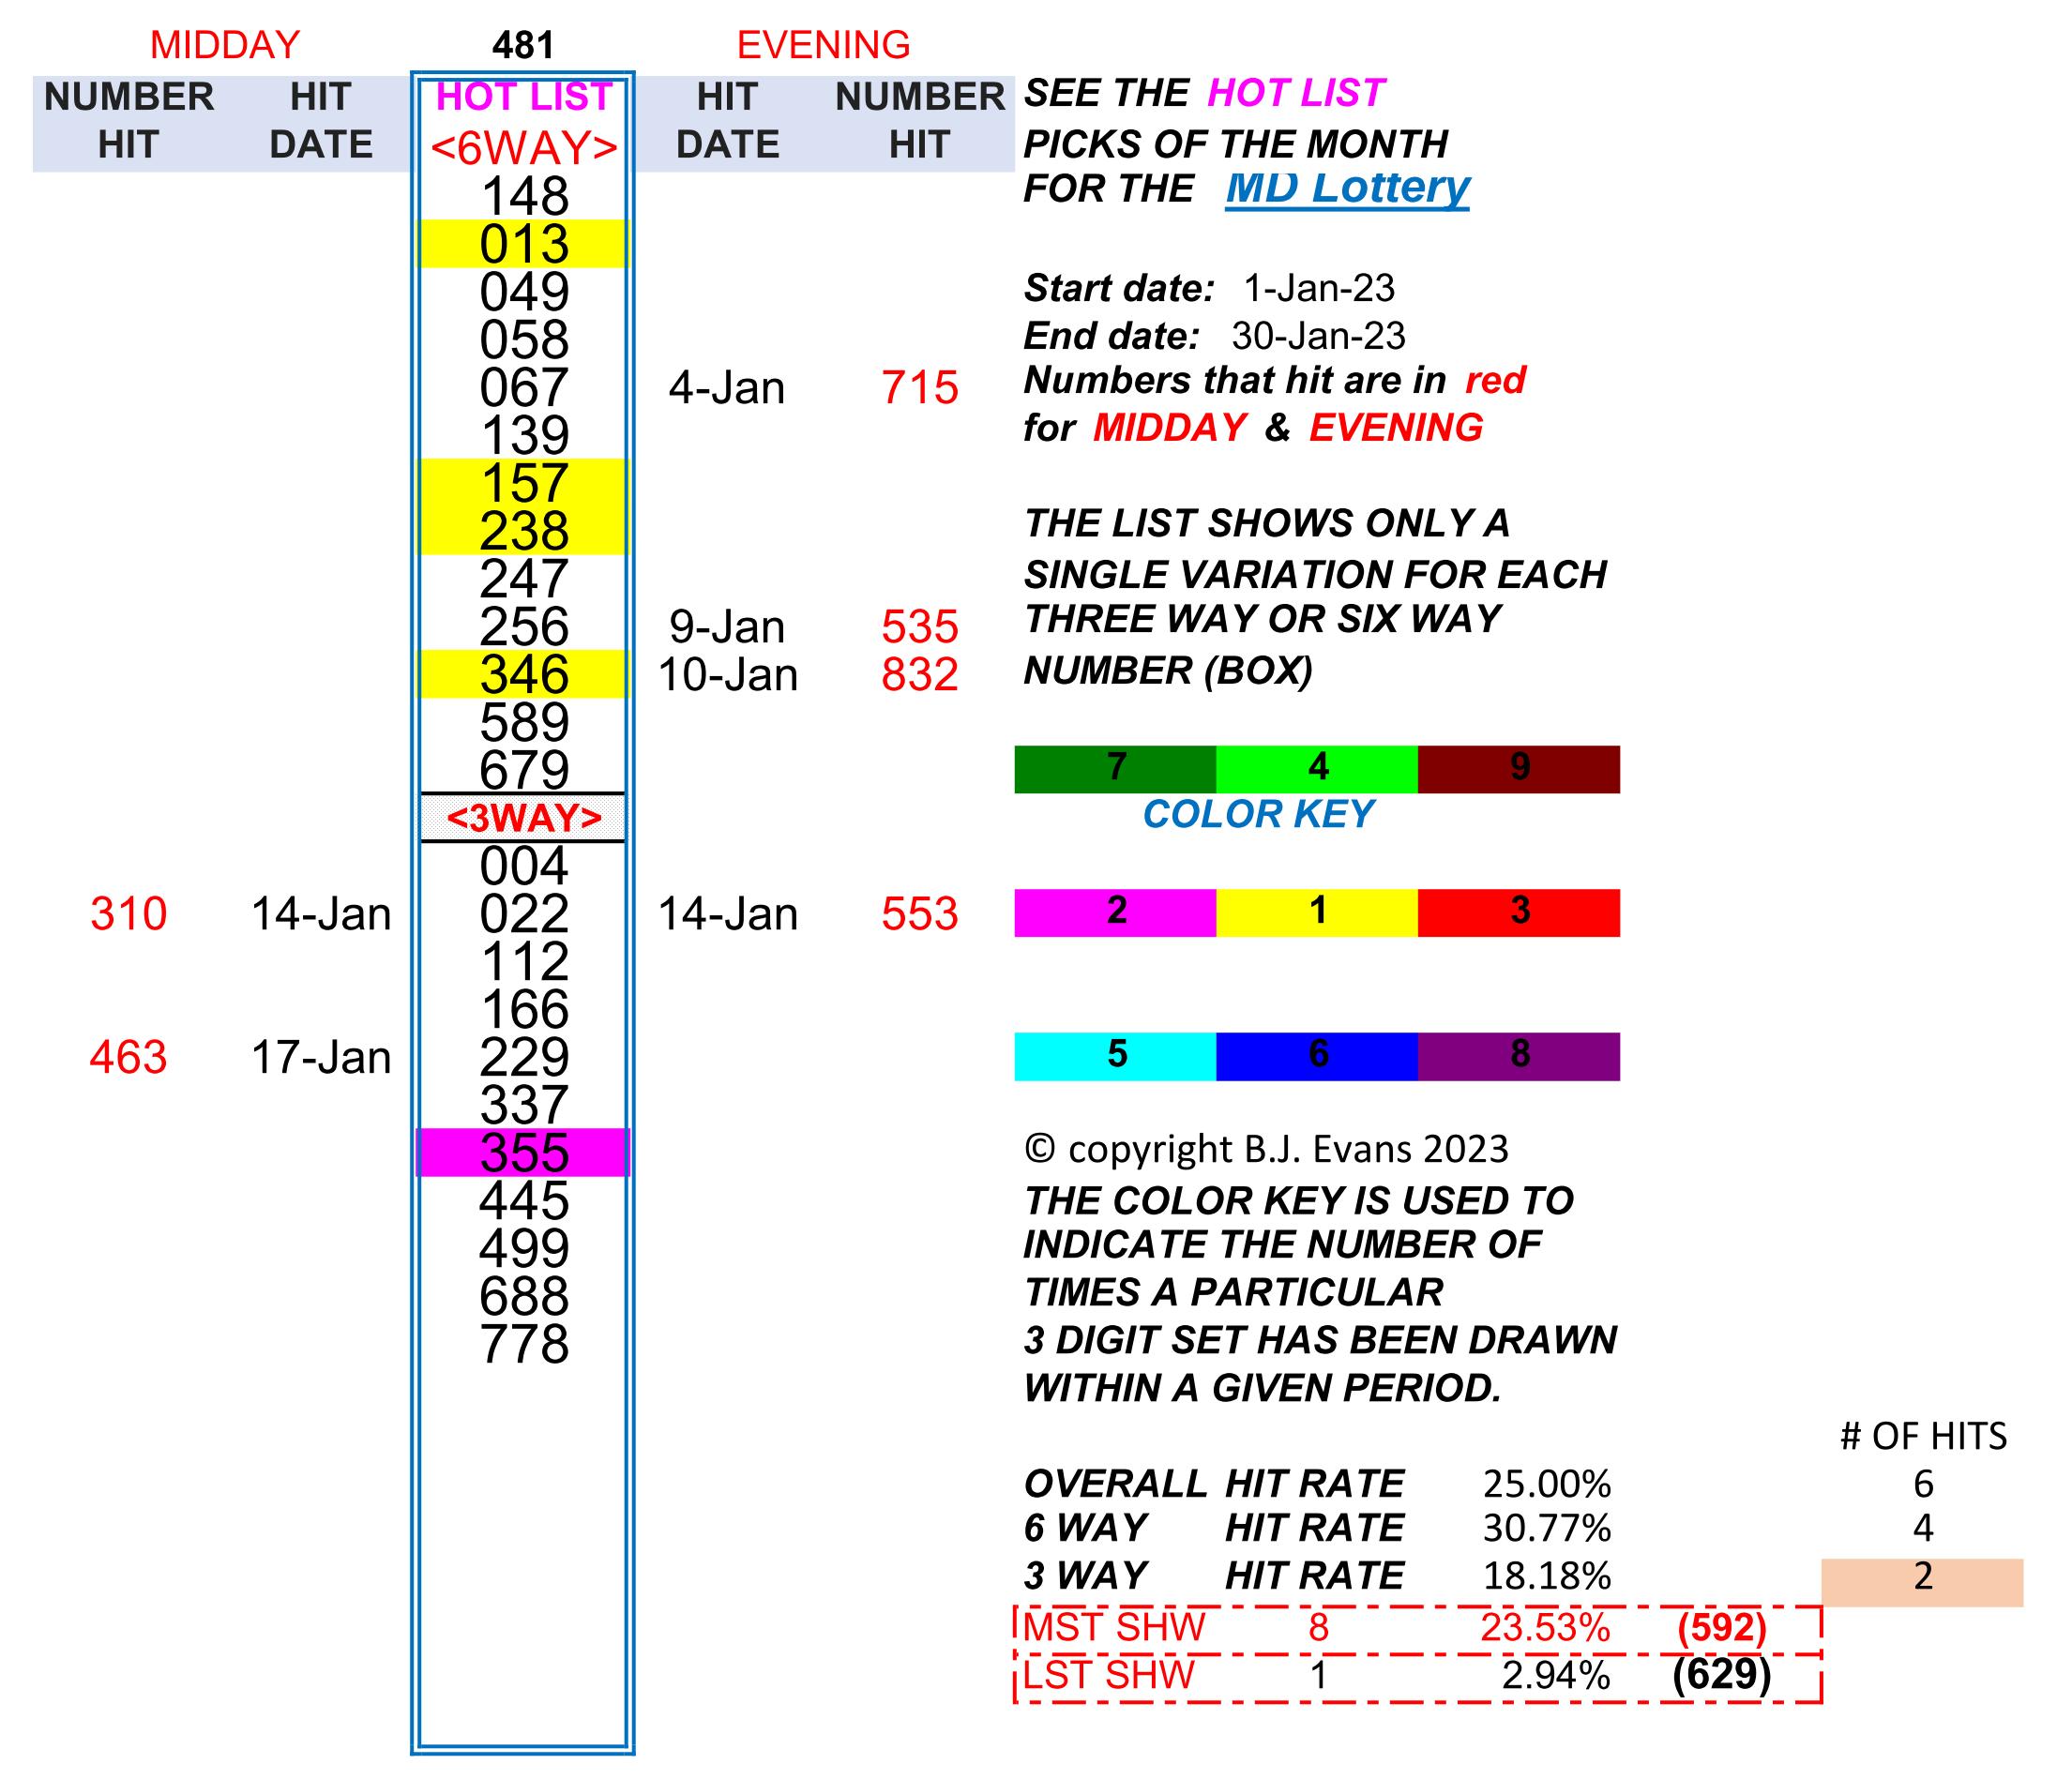 MIDDAY 481 EVENING
NUMBER HIT HOT LIST HIT NUMBER SEE THE HOT LIST
HIT DATE <6WAY> DATE HIT PICKS OF THE MONTH
148 FOR THE MD Lottery
013
049 Start date: 1-Jan-23
058 End date: 30-Jan-23
067 4-Jan 715 Numbers that hit are in red
139 for MIDDAY & EVENING
157
238 THE LIST SHOWS ONLY A
247 SINGLE VARIATION FOR EACH
256 9-Jan 535 THREE WAY OR SIX WAY
346 10-Jan 832 NUMBER (BOX)
589
679 7 4 9
<3WAY> COLOR KEY
004
310 14-Jan 022 14-Jan 553 2 1 3
112
166
463 17-Jan 229 5 6 8
337
355 © copyright B.J. Evans 2023
445 THE COLOR KEY IS USED TO
499 INDICATE THE NUMBER OF
688 TIMES A PARTICULAR
778 3 DIGIT SET HAS BEEN DRAWN
WITHIN A GIVEN PERIOD.
# OF HITS
OVERALL HIT RATE 25.00% 6
6 WAY HIT RATE 30.77% 4
3 WAY HIT RATE 18.18% 2
MST SHW 8 23.53% (592)
LST SHW 1 2.94% (629)